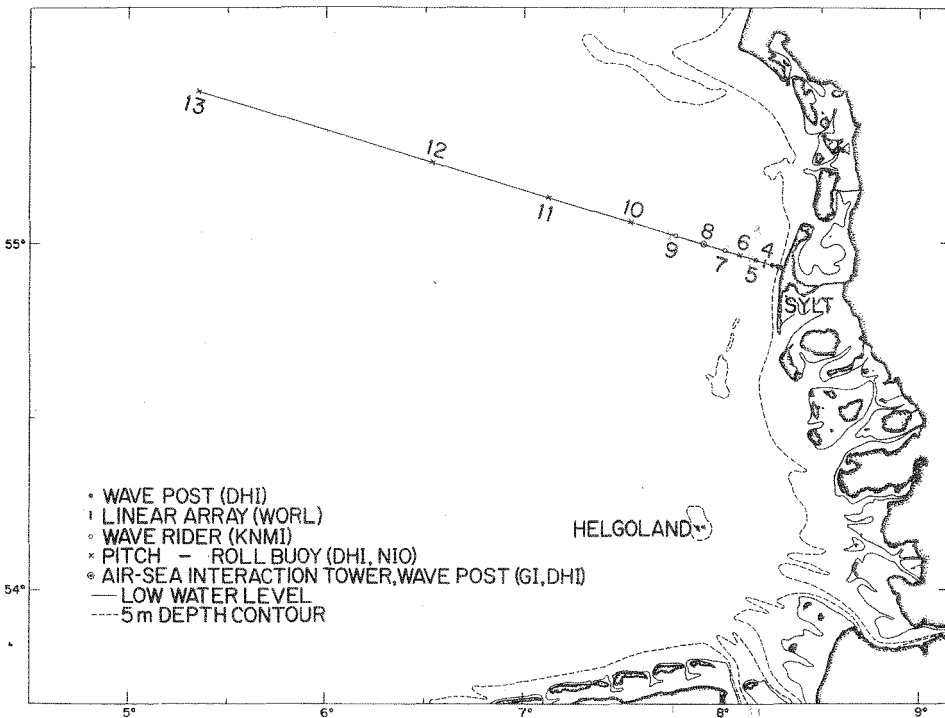 13
12
11
10
9
8
7
6
5
4
55°
SYLT
HELGOLAND
• WAVE POST (DHI)
ı LINEAR ARRAY (WORL)
○ WAVE RIDER (KNMI)
× PITCH – ROLL BUOY (DHI, NIO)
⊙ AIR-SEA INTERACTION TOWER, WAVE POST (GI, DHI)
— LOW WATER LEVEL
---- 5 m DEPTH CONTOUR
54°
5° 6° 7° 8° 9°